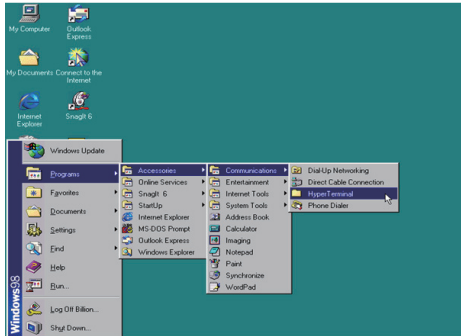 My Computer
Outlook
Express
My Documents
Connect to the
Internet
Internet
Explorer
SnagIt 6
Windows Update
Programs
Favorites
Documents
Settings
Find
Help
Run...
Log Off Billion...
Shut Down...
Windows98
Accessories
Online Services
SnagIt 6
StartUp
Internet Explorer
MS-DOS Prompt
Outlook Express
Windows Explorer
Communications
Entertainment
Internet Tools
System Tools
Address Book
Calculator
Imaging
Notepad
Paint
Synchronize
WordPad
Dial-Up Networking
Direct Cable Connection
HyperTerminal
Phone Dialer